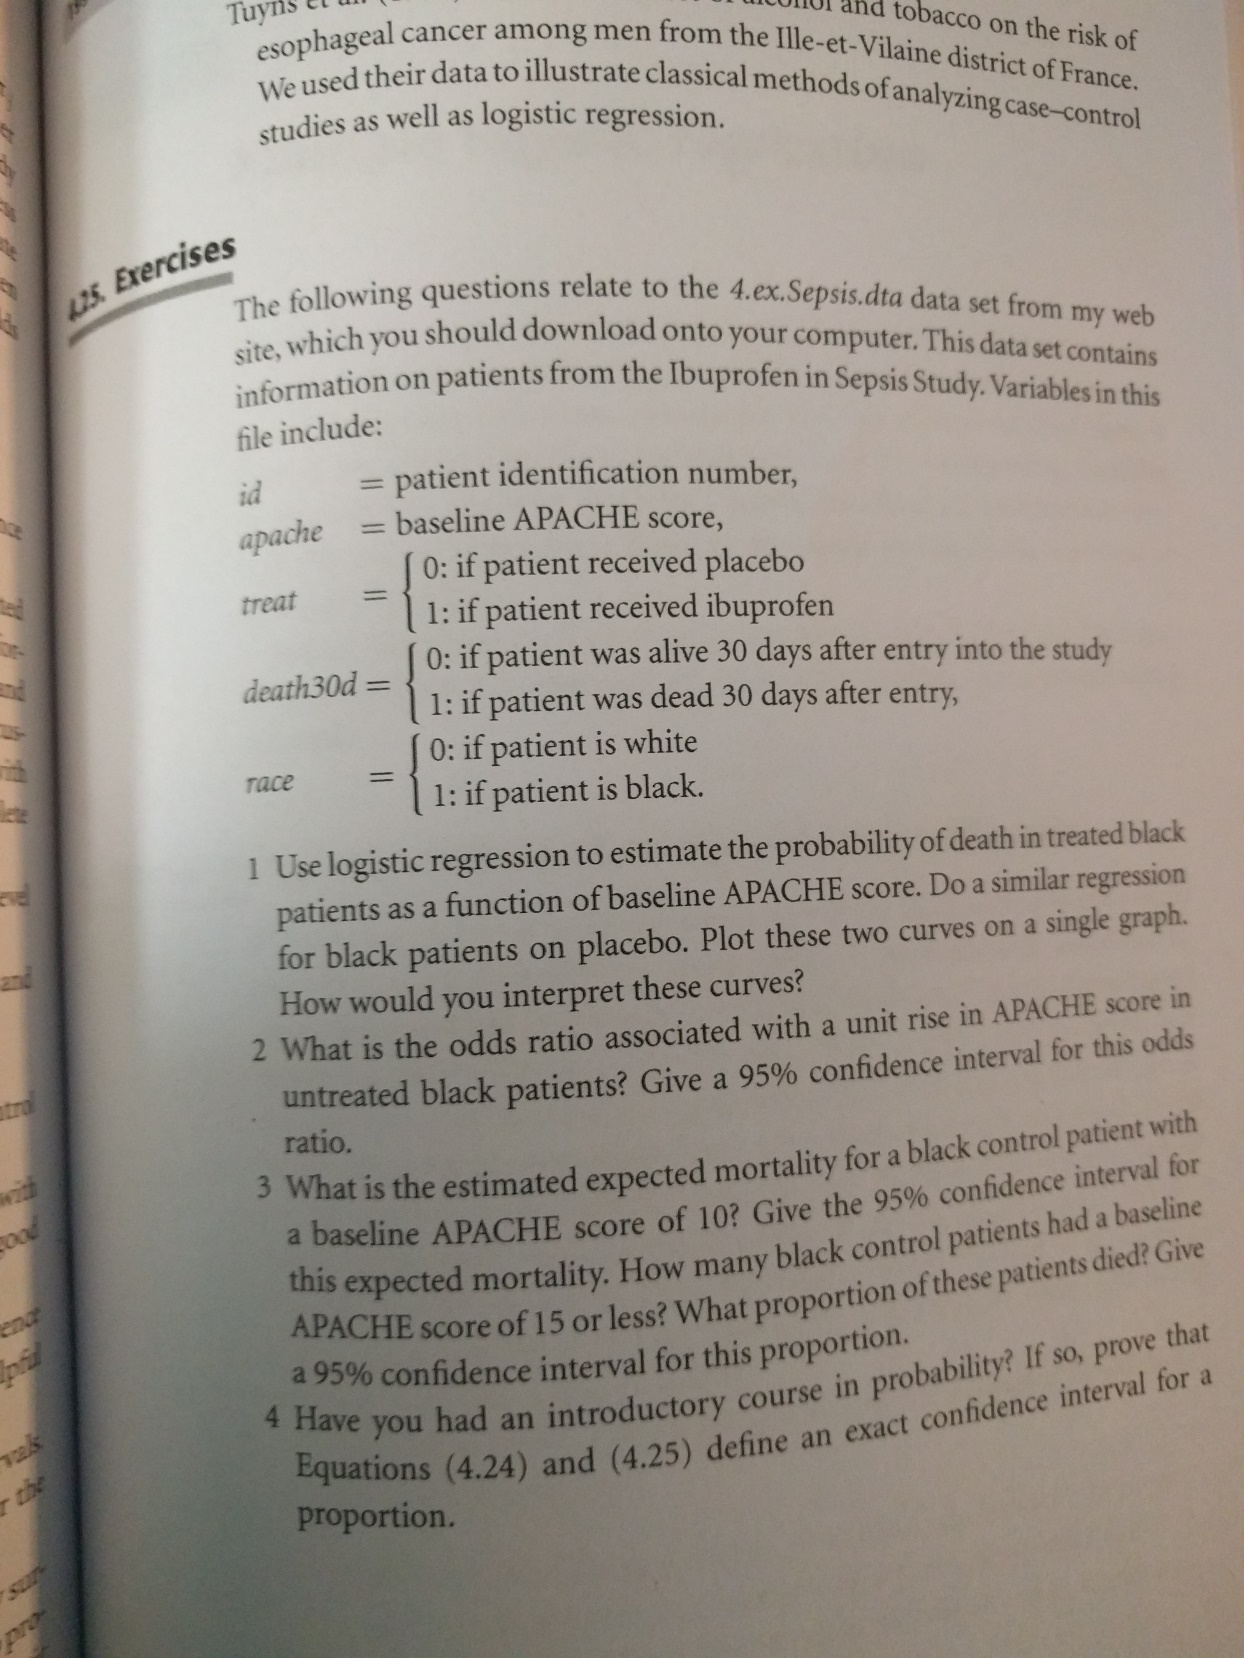 Tuyns et al. and tobacco on the risk of
esophageal cancer among men from the Ille-et-Vilaine district of France.
We used their data to illustrate classical methods of analyzing case–control
studies as well as logistic regression.
4.25. Exercises
The following questions relate to the 4.ex.Sepsis.dta data set from my web
site, which you should download onto your computer. This data set contains
information on patients from the Ibuprofen in Sepsis Study. Variables in this
file include:
id = patient identification number,
apache = baseline APACHE score,
treat = { 0: if patient received placebo
1: if patient received ibuprofen
death30d = { 0: if patient was alive 30 days after entry into the study
1: if patient was dead 30 days after entry,
race = { 0: if patient is white
1: if patient is black.
1 Use logistic regression to estimate the probability of death in treated black
patients as a function of baseline APACHE score. Do a similar regression
for black patients on placebo. Plot these two curves on a single graph.
How would you interpret these curves?
2 What is the odds ratio associated with a unit rise in APACHE score in
untreated black patients? Give a 95% confidence interval for this odds
ratio.
3 What is the estimated expected mortality for a black control patient with
a baseline APACHE score of 10? Give the 95% confidence interval for
this expected mortality. How many black control patients had a baseline
APACHE score of 15 or less? What proportion of these patients died? Give
a 95% confidence interval for this proportion.
4 Have you had an introductory course in probability? If so, prove that
Equations (4.24) and (4.25) define an exact confidence interval for a
proportion.